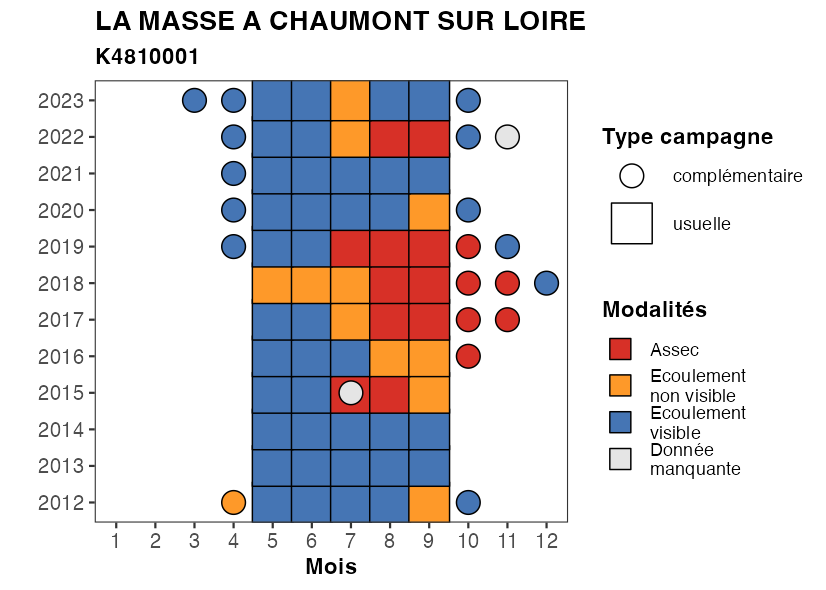 LA MASSE A CHAUMONT SUR LOIRE
K4810001
2023
2022
2021
2020
2019
2018
2017
2016
2015
2014
2013
2012
1 2 3 4 5 6 7 8 9 10 11 12
Mois
Type campagne
complémentaire
usuelle
Modalités
Assec
Ecoulement
non visible
Ecoulement
visible
Donnée
manquante